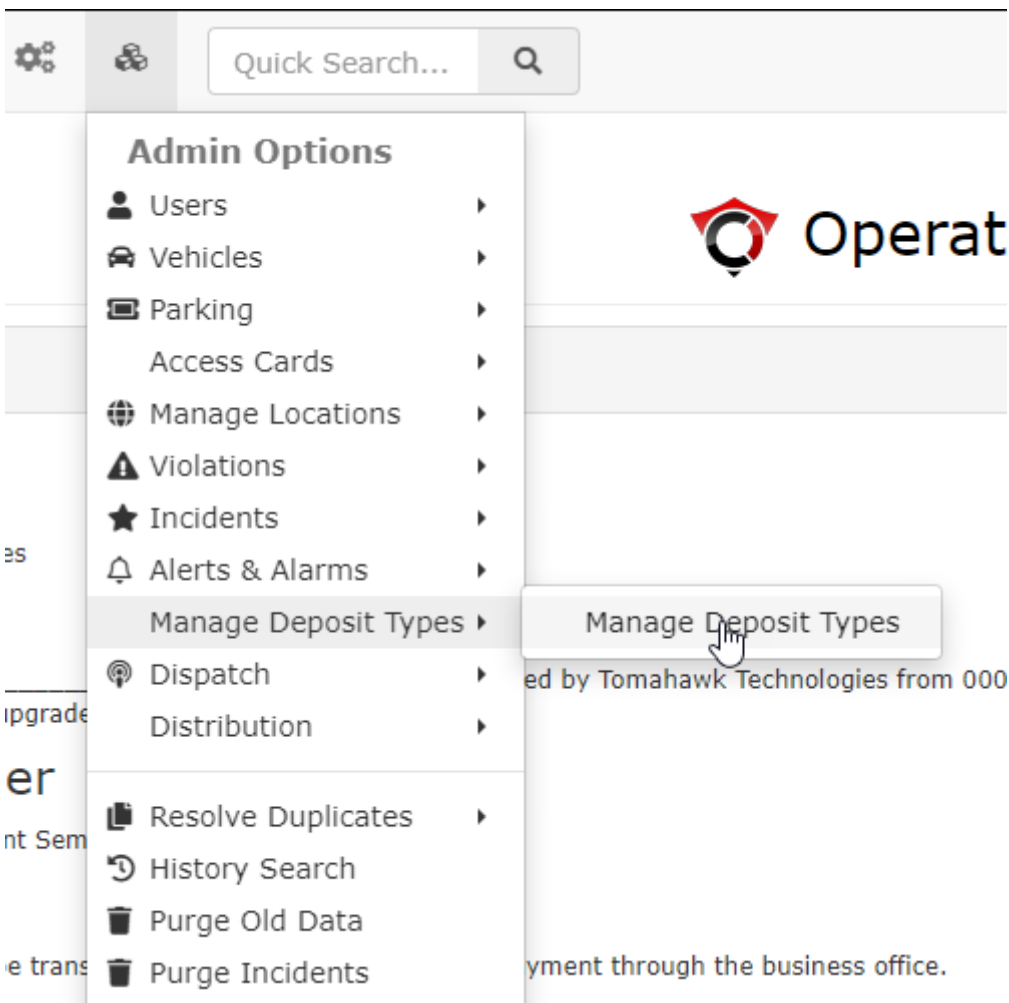 Quick Search...
Admin Options
Users
Operat
Vehicles
Parking
Access Cards
Manage Locations
Violations
Incidents
es
Alerts & Alarms
Manage Deposit Types
Manage Deposit Types
Dispatch
ed by Tomahawk Technologies from 000
upgrade
Distribution
er
Resolve Duplicates
nt Sem
History Search
Purge Old Data
e trans
Purge Incidents
yment through the business office.